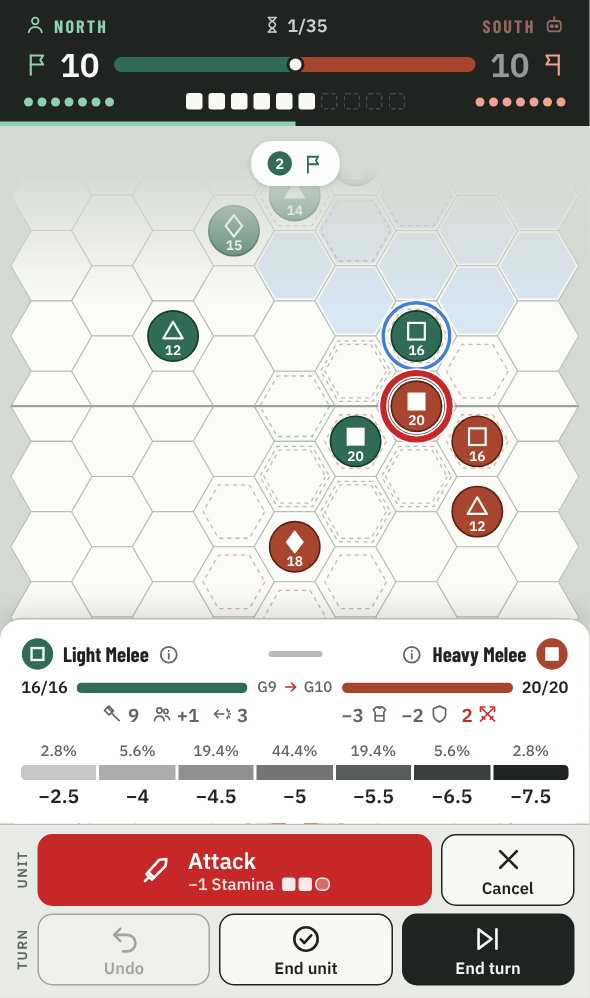 NORTH
1/35
SOUTH
10
10
2
14
15
12
16
20
20
16
12
18
Light Melee
Heavy Melee
16/16
G9 → G10
20/20
9 +1 3
−3 −2 2
2.8% 5.6% 19.4% 44.4% 19.4% 5.6% 2.8%
−2.5 −4 −4.5 −5 −5.5 −6.5 −7.5
UNIT
Attack
−1 Stamina
Cancel
TURN
Undo
End unit
End turn